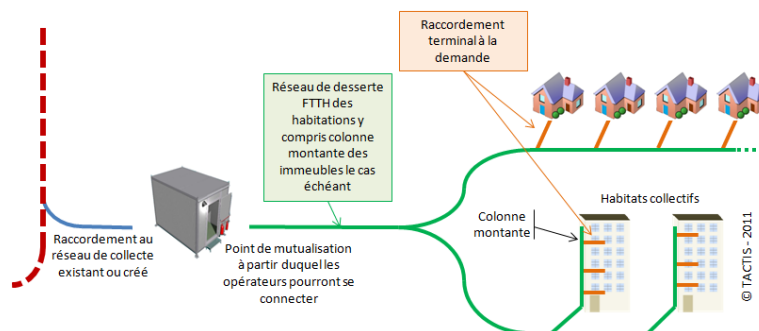 Raccordement
terminal à la
demande
Réseau de desserte
FTTH des
habitations y
compris colonne
montante des
immeubles le cas
échéant
Habitats collectifs
Colonne
montante
Raccordement au
réseau de collecte
existant ou créé
Point de mutualisation
à partir duquel les
opérateurs pourront se
connecter
© TACTIS - 2011